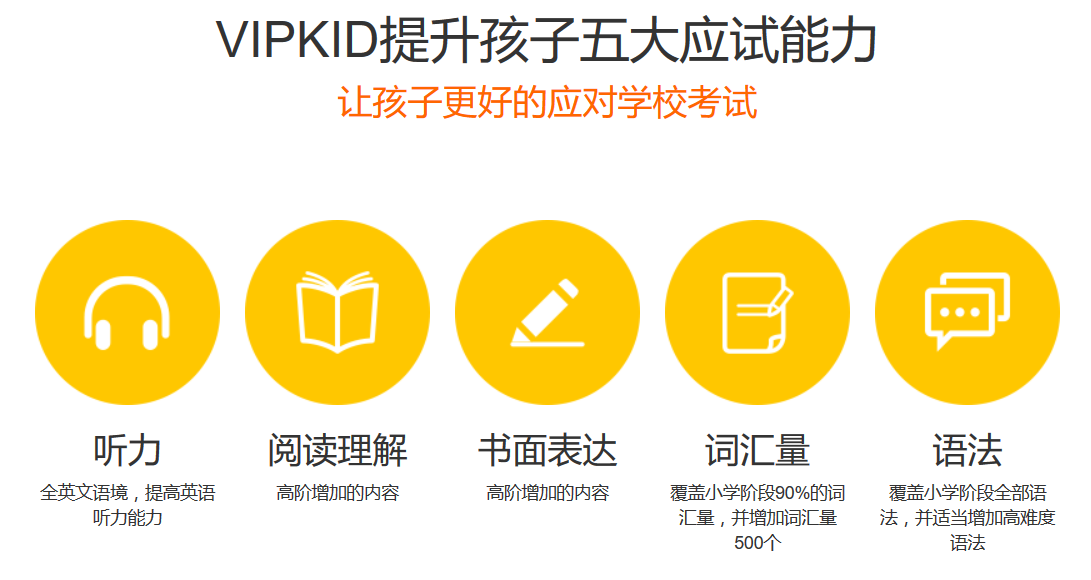 VIPKID提升孩子五大应试能力
让孩子更好的应对学校考试
听力
全英文语境，提高英语
听力能力
阅读理解
高阶增加的内容
书面表达
高阶增加的内容
词汇量
覆盖小学阶段90%的词
汇量，并增加词汇量
500个
语法
覆盖小学阶段全部语
法，并适当增加高难度
语法